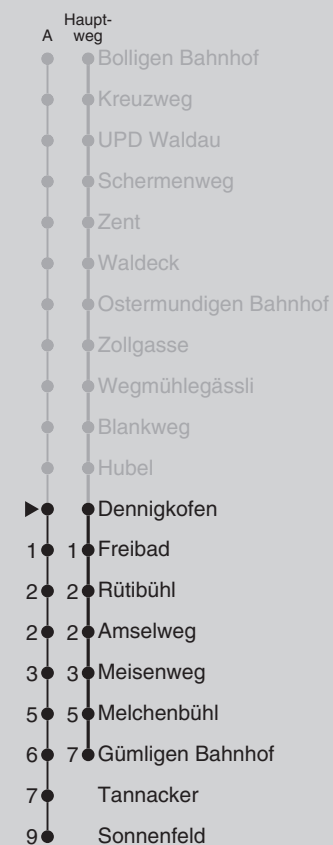 Haupt-
A weg
Bolligen Bahnhof
Kreuzweg
UPD Waldau
Schermenweg
Zent
Waldeck
Ostermundigen Bahnhof
Zollgasse
Wegmühlegässli
Blankweg
Hubel
Dennigkofen
1 1 Freibad
2 2 Rütibühl
2 2 Amselweg
3 3 Meisenweg
5 5 Melchenbühl
6 7 Gümligen Bahnhof
7 Tannacker
9 Sonnenfeld